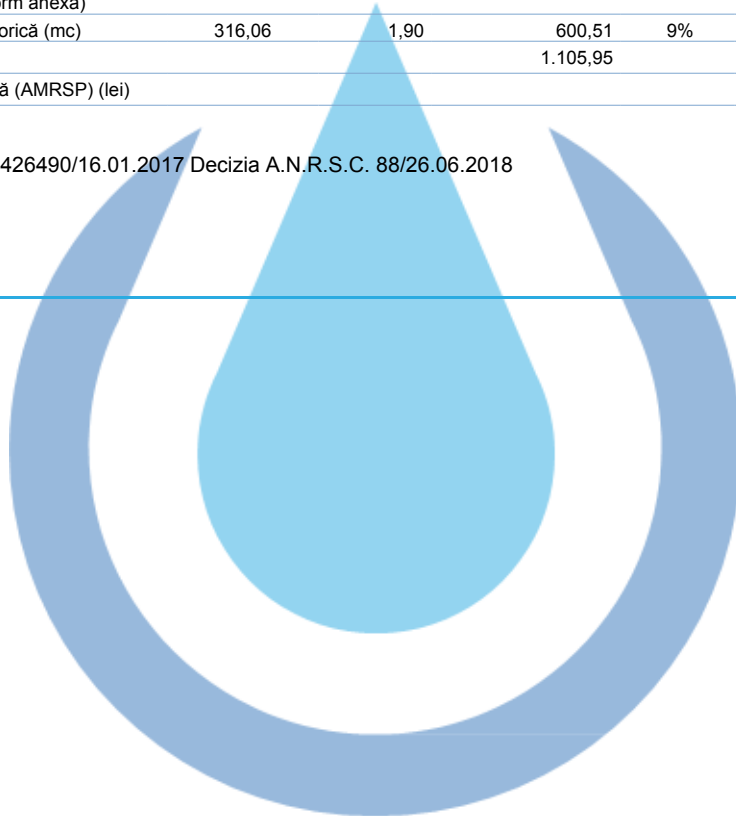 orm anexa)
orică (mc) 316,06 1,90 600,51 9%
1.105,95
ă (AMRSP) (lei)
426490/16.01.2017 Decizia A.N.R.S.C. 88/26.06.2018